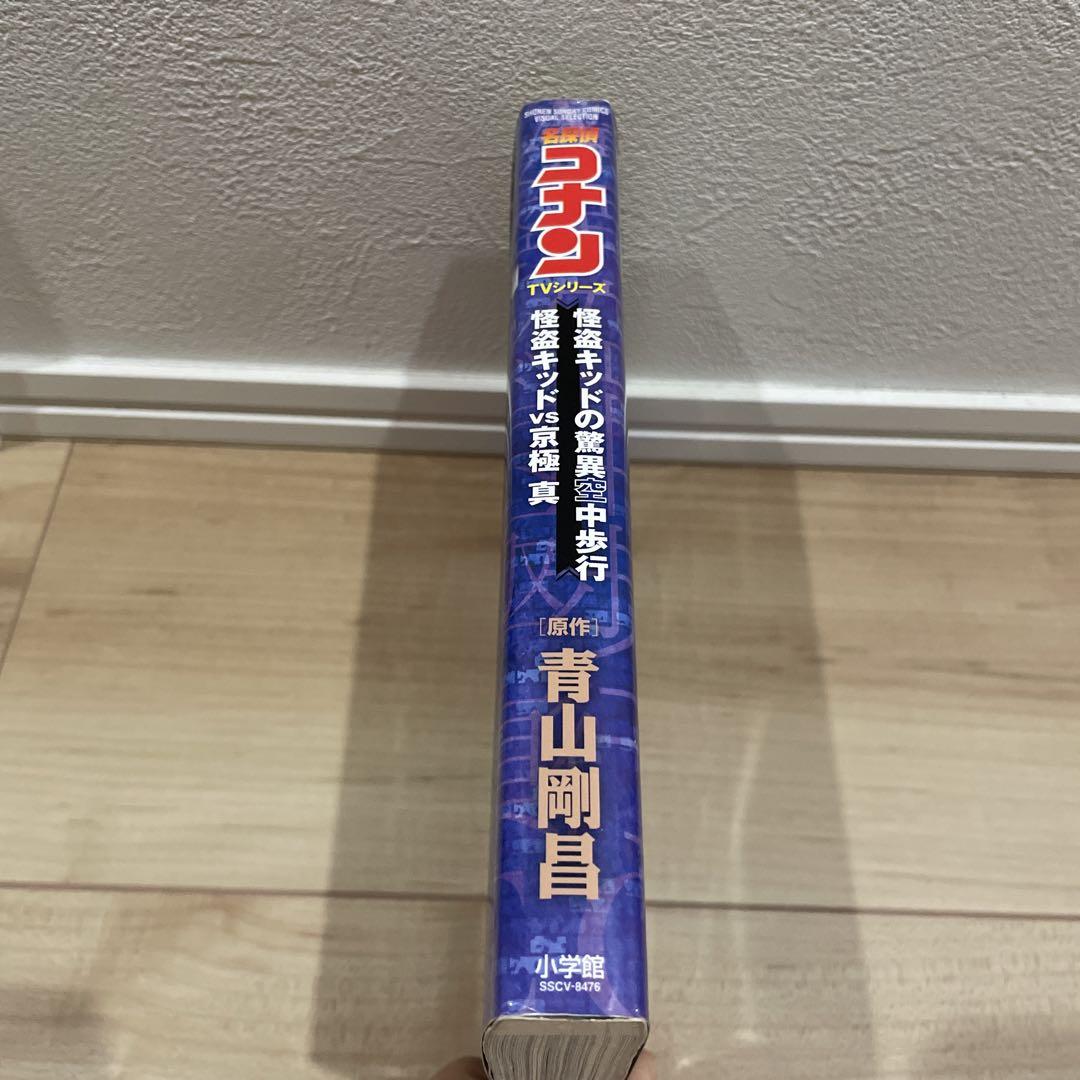 SHONEN SUNDAY COMICS
VISUAL SELECTION
名探偵
コナン
TVシリーズ
怪盗キッドの驚異空中歩行
怪盗キッドvs京極 真
［原作］
青山剛昌
小学館
SSCV-8476